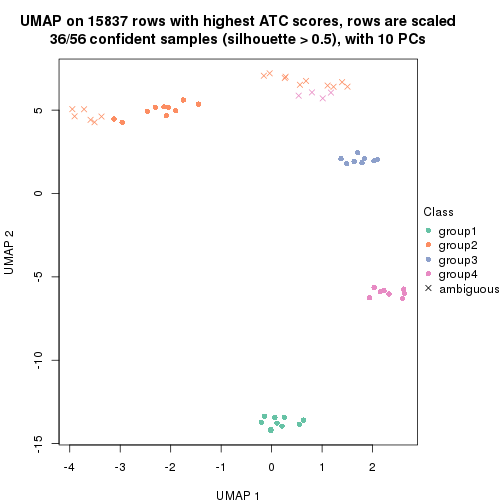 UMAP on 15837 rows with highest ATC scores, rows are scaled
36/56 confident samples (silhouette > 0.5), with 10 PCs
UMAP 2
5
0
-5
-10
-15
-4
-3
-2
-1
0
1
2
UMAP 1
Class
group1
group2
group3
group4
ambiguous